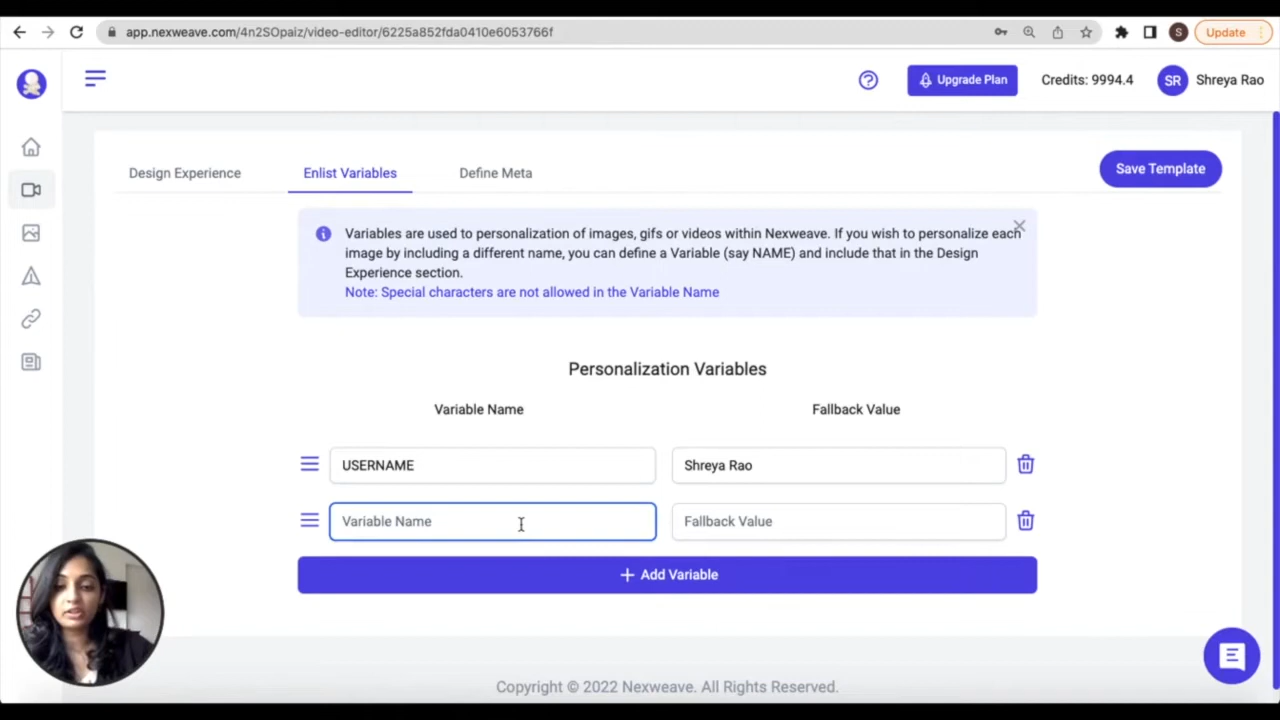 app.nexweave.com/4n2SOpaiz/video-editor/6225a852fda0410e6053766f
S
Update
Upgrade Plan
Credits: 9994.4
SR
Shreya Rao
Design Experience
Enlist Variables
Define Meta
Save Template
Variables are used to personalization of images, gifs or videos within Nexweave. If you wish to personalize each
image by including a different name, you can define a Variable (say NAME) and include that in the Design
Experience section.
Note: Special characters are not allowed in the Variable Name
Personalization Variables
Variable Name
Fallback Value
USERNAME
Shreya Rao
Variable Name
Fallback Value
+ Add Variable
Copyright © 2022 Nexweave. All Rights Reserved.